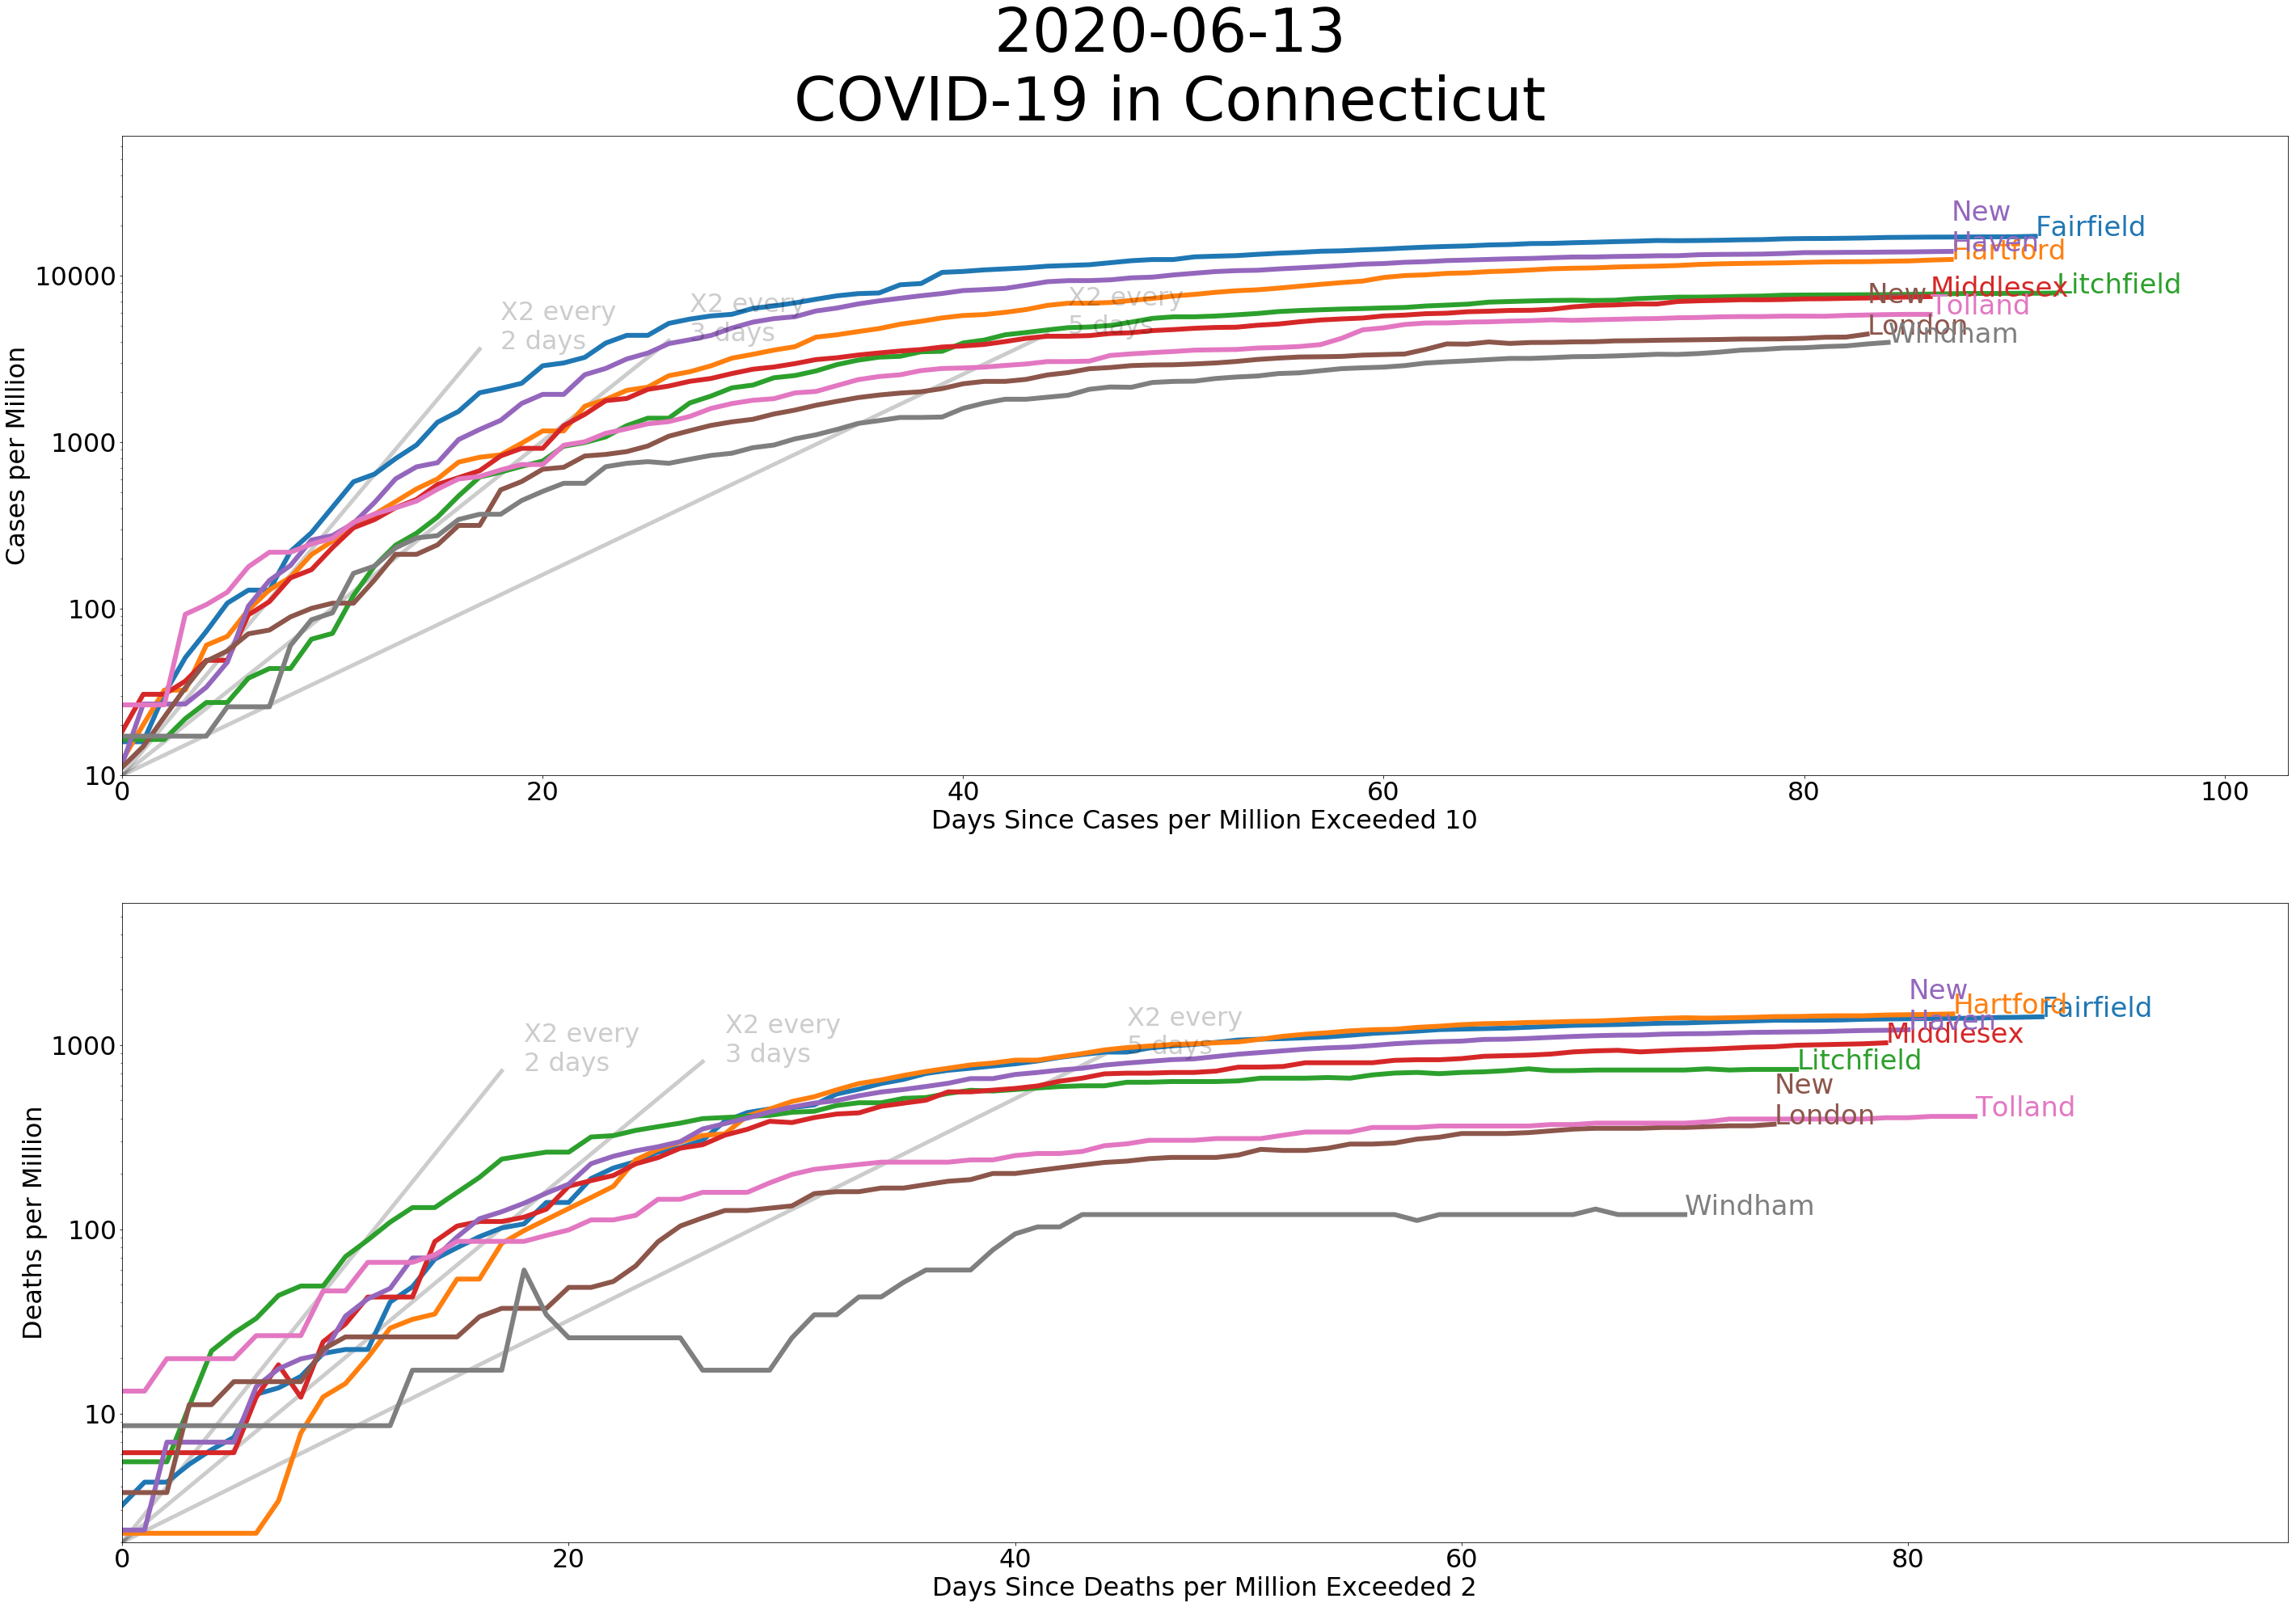 2020-06-13
COVID-19 in Connecticut
Cases per Million
10000
1000
100
10
X2 every
2 days
X2 every
3 days
X2 every
5 days
New
Haven
Fairfield
Hartford
Middlesex
Litchfield
New
London
Tolland
Windham
0
20
40
60
80
100
Days Since Cases per Million Exceeded 10
Deaths per Million
1000
100
10
X2 every
2 days
X2 every
3 days
X2 every
5 days
New
Haven
Hartford
Fairfield
Middlesex
Litchfield
New
London
Tolland
Windham
0
20
40
60
80
Days Since Deaths per Million Exceeded 2